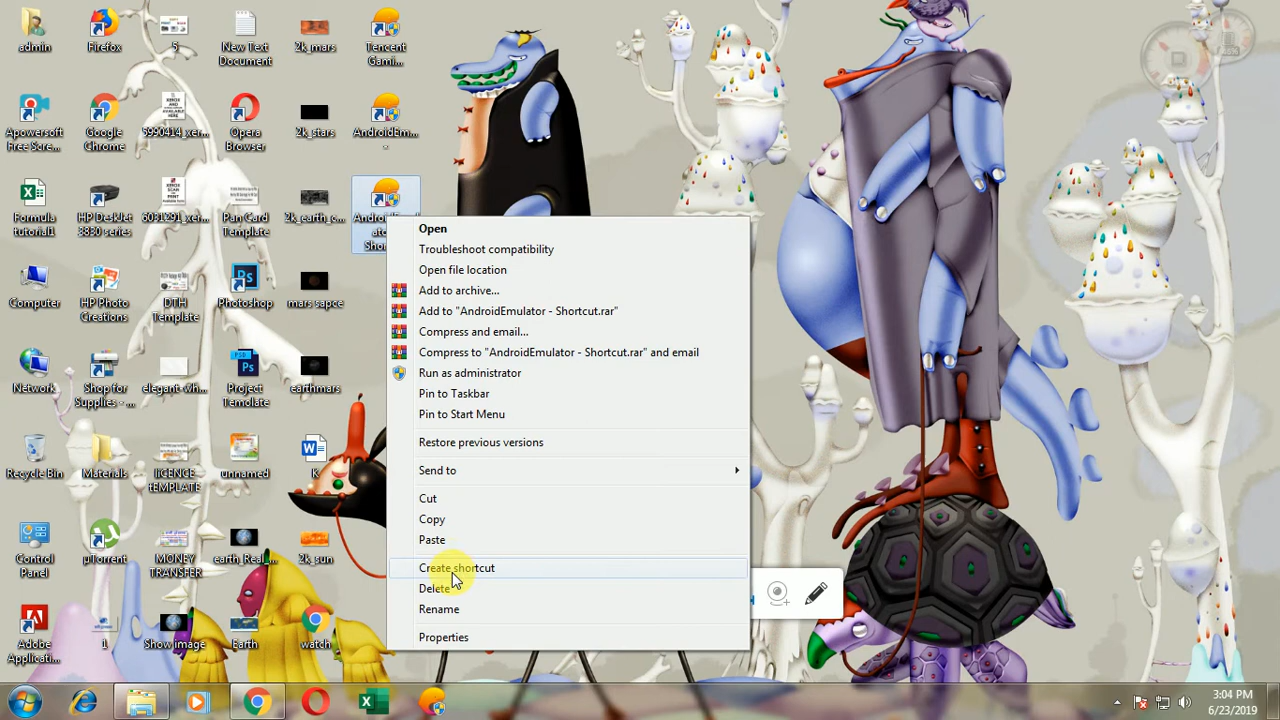 admin
Firefox
5
New Text
Document
2k_mars
Tencent
Gami...
Apowersoft
Free Scre...
Google
Chrome
Opera
Browser
2k_stars
AndroidEm...
Formula
tutorial1
HP DeskJet
3830 series
Pan Card
Template
2k_earth_c...
Computer
HP Photo
Creations
DTH
Template
Photoshop
mars sapce
Network
Shop for
Supplies - ...
elegant-wh...
Project
Temolate
earthmars
Recycle Bin
Materials
lICENCE
tEMPLATE
unnamed
K
Control
Panel
µTorrent
MONEY
TRANSFER
earth_Real_...
2k_sun
Adobe
Applicati...
1
Show image
Earth
watch
Open
Troubleshoot compatibility
Open file location
Add to archive...
Add to "AndroidEmulator - Shortcut.rar"
Compress and email...
Compress to "AndroidEmulator - Shortcut.rar" and email
Run as administrator
Pin to Taskbar
Pin to Start Menu
Restore previous versions
Send to
Cut
Copy
Paste
Create shortcut
Delete
Rename
Properties
3:04 PM
6/23/2019